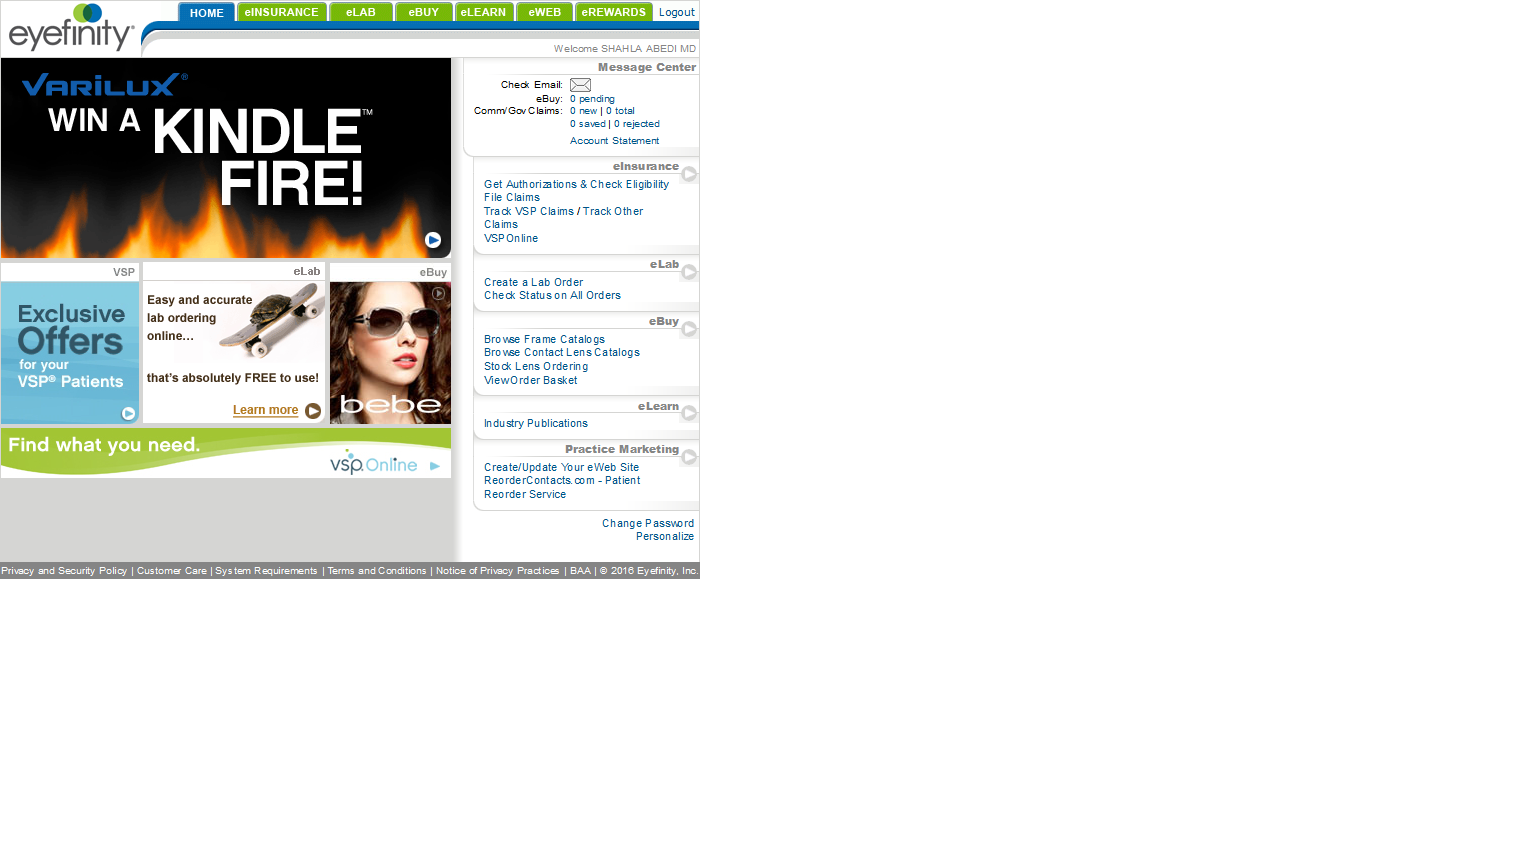 HOME eINSURANCE eLAB eBUY eLEARN eWEB eREWARDS Logout
eyefinity®
Welcome SHAHLA ABEDI MD
VARILUX®
WIN A KINDLE™
FIRE!
VSP
Exclusive
Offers
for your
VSP® Patients
eLab
Easy and accurate
lab ordering
online...
that's absolutely FREE to use!
Learn more
eBuy
bebe
Find what you need.
vsp.Online
Message Center
Check Email:
eBuy: 0 pending
Comm/Gov Claims: 0 new | 0 total
0 saved | 0 rejected
Account Statement
eInsurance
Get Authorizations & Check Eligibility
File Claims
Track VSP Claims / Track Other
Claims
VSPOnline
eLab
Create a Lab Order
Check Status on All Orders
eBuy
Browse Frame Catalogs
Browse Contact Lens Catalogs
Stock Lens Ordering
View Order Basket
eLearn
Industry Publications
Practice Marketing
Create/Update Your eWeb Site
ReorderContacts.com - Patient
Reorder Service
Change Password
Personalize
Privacy and Security Policy | Customer Care | System Requirements | Terms and Conditions | Notice of Privacy Practices | BAA | © 2016 Eyefinity, Inc.